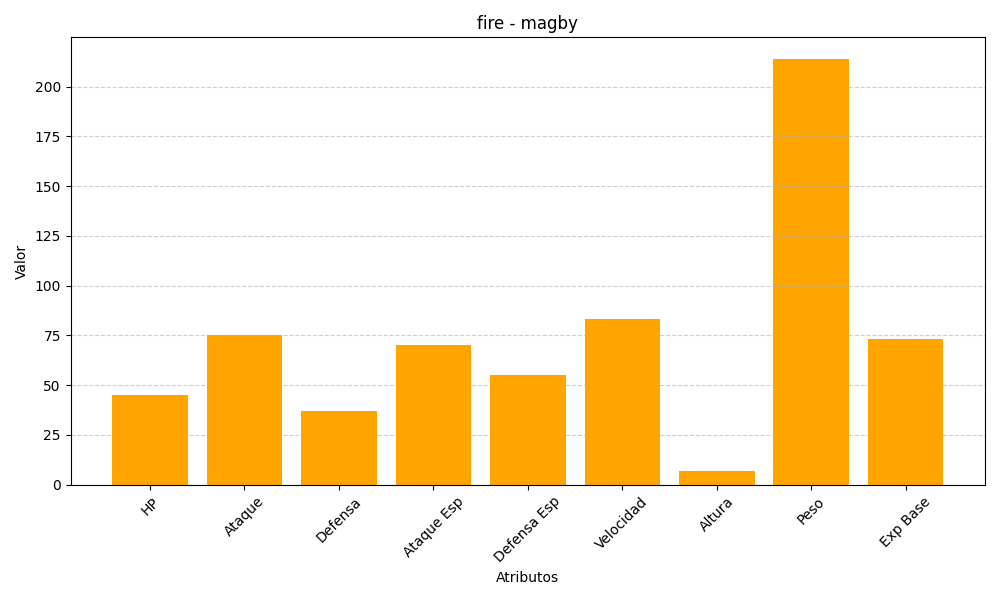 fire - magby
Valor
200
175
150
125
100
75
50
25
0
HP
Ataque
Defensa
Ataque Esp
Defensa Esp
Velocidad
Altura
Peso
Exp Base
Atributos